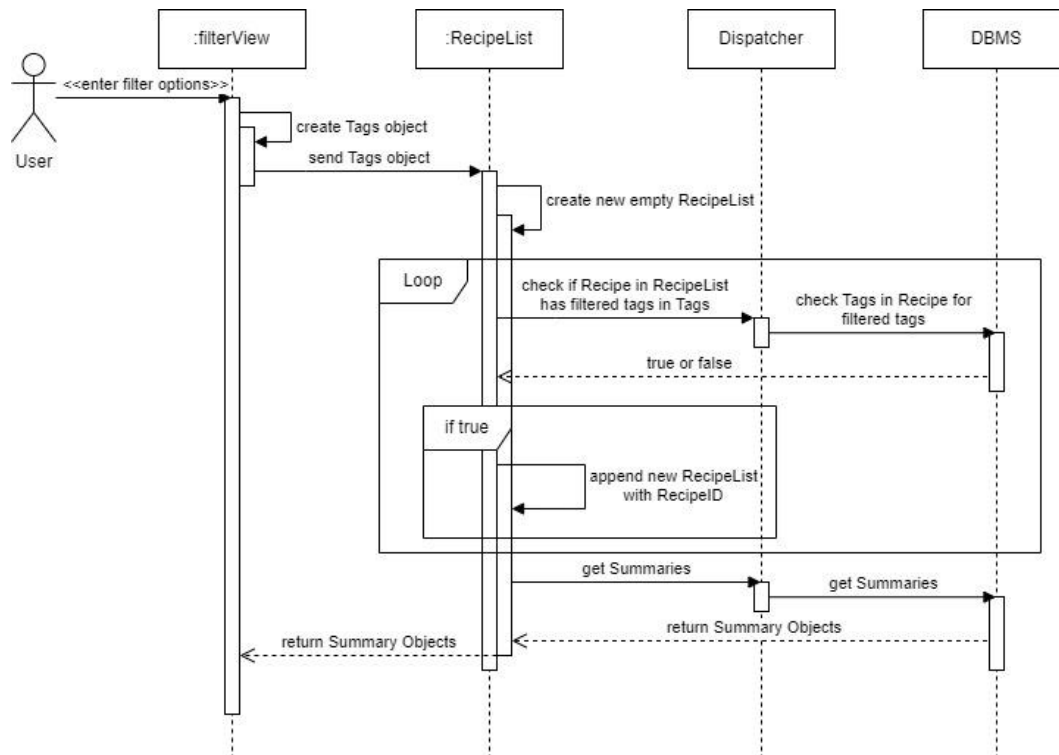 :filterView
:RecipeList
Dispatcher
DBMS
<<enter filter options>>
User
create Tags object
send Tags object
create new empty RecipeList
Loop
check if Recipe in RecipeList
has filtered tags in Tags
check Tags in Recipe for
filtered tags
true or false
if true
append new RecipeList
with RecipeID
get Summaries
get Summaries
return Summary Objects
return Summary Objects